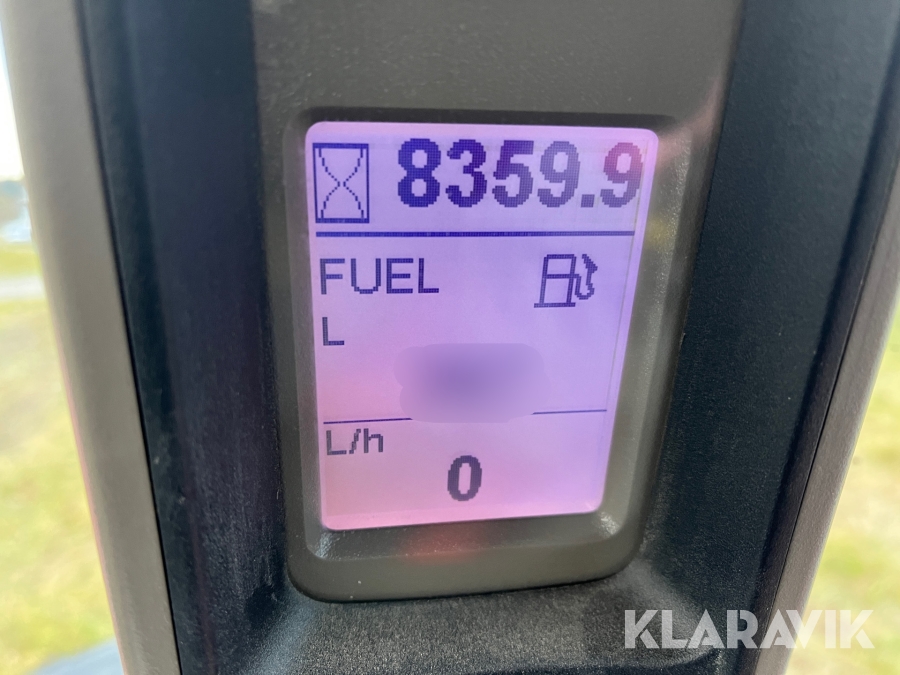 8359.9
FUEL
L
L/h
0
KLARAVIK